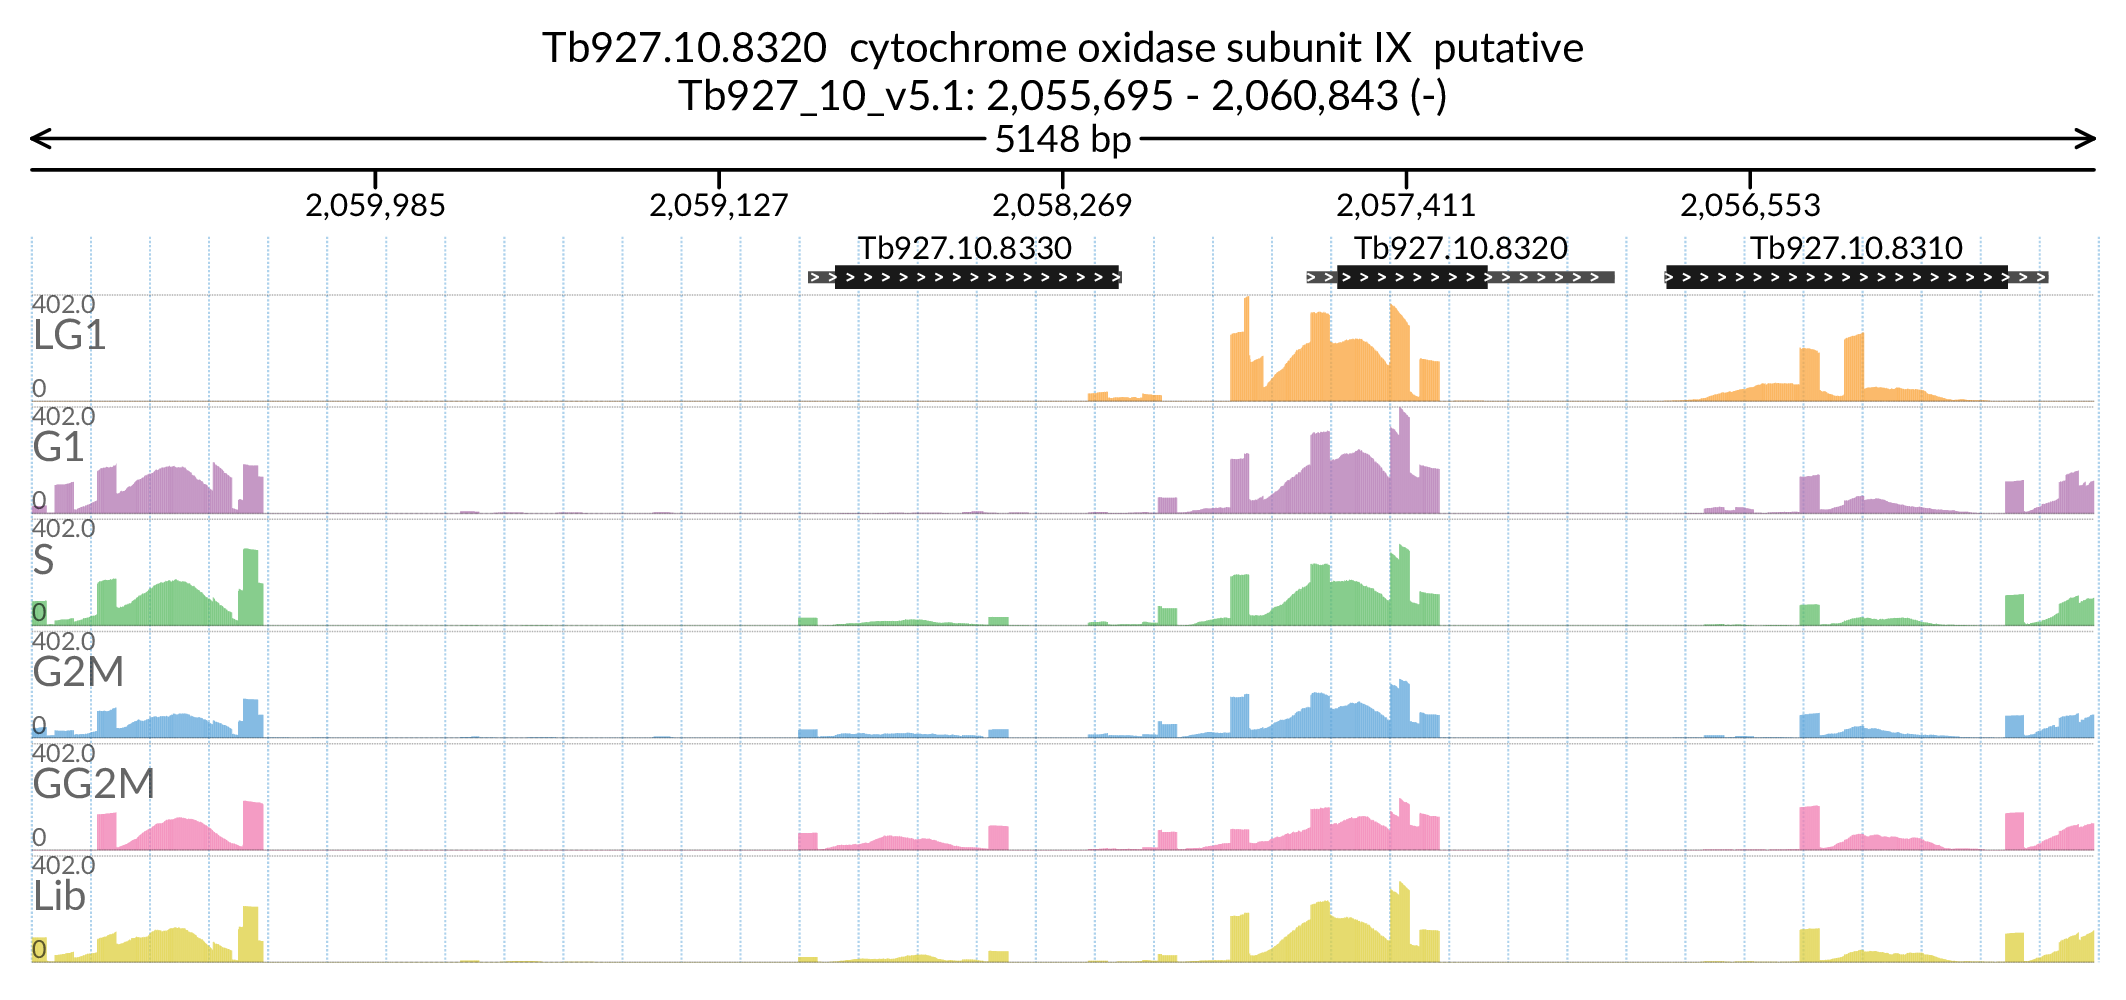 Tb927.10.8320 cytochrome oxidase subunit IX putative
Tb927_10_v5.1: 2,055,695 - 2,060,843 (-)
5148 bp
2,059,985 2,059,127 2,058,269 2,057,411 2,056,553
Tb927.10.8330 Tb927.10.8320 Tb927.10.8310
402.0
LG1
0
402.0
G1
0
402.0
S
0
402.0
G2M
0
402.0
GG2M
0
402.0
Lib
0